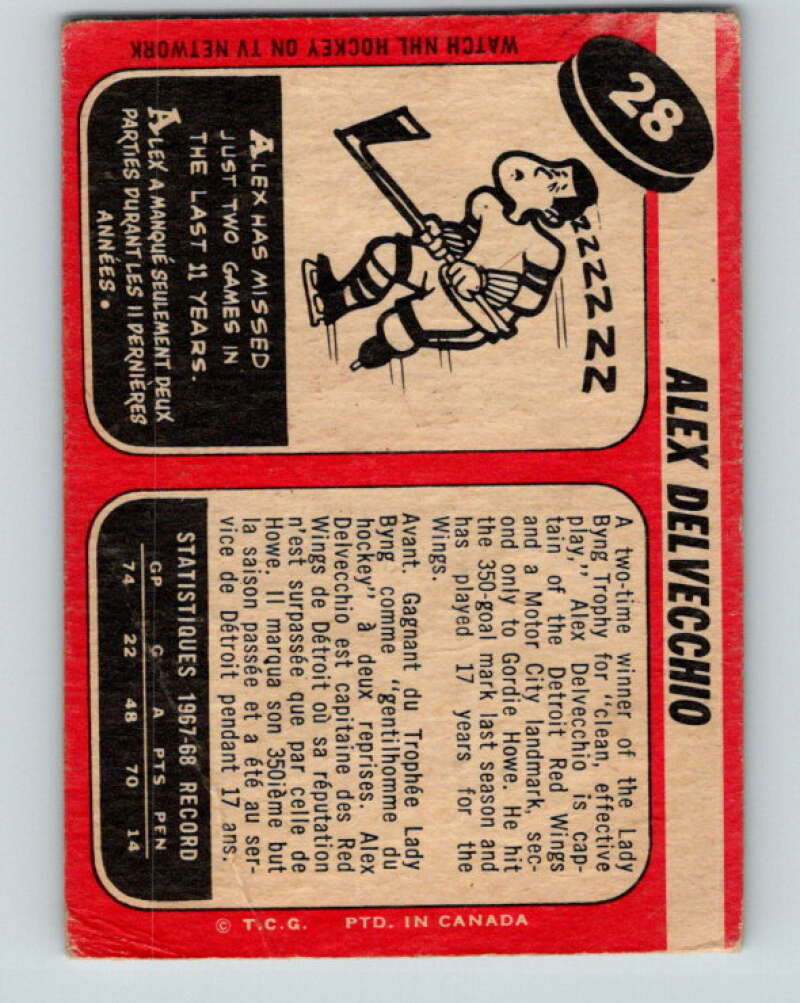 28
ALEX DELVECCHIO
ZZZZZZZ
ALEX HAS MISSED
JUST TWO GAMES IN
THE LAST 11 YEARS.
ALEX A MANQUÉ SEULEMENT DEUX
PARTIES DURANT LES 11 DERNIÈRES
ANNÉES.
WATCH NHL HOCKEY ON TV NETWORK
A two-time winner of the Lady
Byng Trophy for "clean, effective
play," Alex Delvecchio is cap-
tain of the Detroit Red Wings
and a Motor City landmark, sec-
ond only to Gordie Howe. He hit
the 350-goal mark last season and
has played 17 years for the
Wings.
Avant. Gagnant du Trophée Lady
Byng comme "gentilhomme du
hockey" à deux reprises. Alex
Delvecchio est capitaine des Red
Wings de Détroit où sa réputation
n'est surpassée que par celle de
Howe. Il marqua son 350ième but
la saison passée et a été au ser-
vice de Détroit pendant 17 ans.
STATISTIQUES 1967-68 RECORD
GP G A PTS PEN
74 22 48 70 14
© T.C.G. PTD. IN CANADA